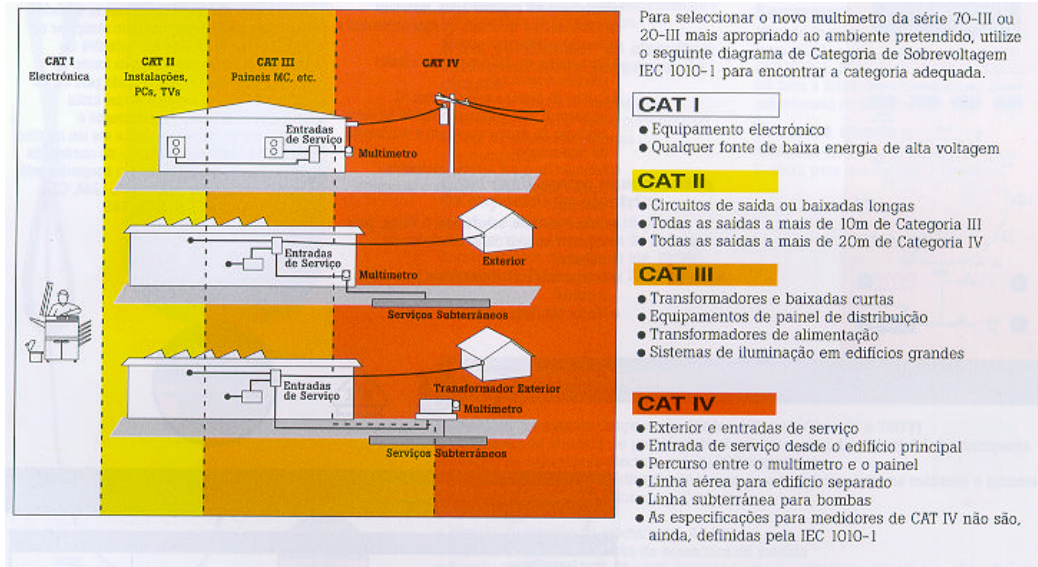 CAT I
Electrónica
CAT II
Instalações,
PCs, TVs
CAT III
Paineis MC, etc.
CAT IV
Entradas
de Serviço
Multímetro
Entradas
de Serviço
Exterior
Multímetro
Serviços Subterrâneos
Entradas
de Serviço
Transformador Exterior
Multímetro
Serviços Subterrâneos
Para seleccionar o novo multímetro da série 70-III ou
20-III mais apropriado ao ambiente pretendido, utilize
o seguinte diagrama de Categoria de Sobrevoltagem
IEC 1010-1 para encontrar a categoria adequada.
CAT I
● Equipamento electrónico
● Qualquer fonte de baixa energia de alta voltagem
CAT II
● Circuitos de saída ou baixadas longas
● Todas as saídas a mais de 10m de Categoria III
● Todas as saídas a mais de 20m de Categoria IV
CAT III
● Transformadores e baixadas curtas
● Equipamentos de painel de distribuição
● Transformadores de alimentação
● Sistemas de iluminação em edifícios grandes
CAT IV
● Exterior e entradas de serviço
● Entrada de serviço desde o edifício principal
● Percurso entre o multímetro e o painel
● Linha aérea para edifício separado
● Linha subterrânea para bombas
● As especificações para medidores de CAT IV não são,
ainda, definidas pela IEC 1010-1